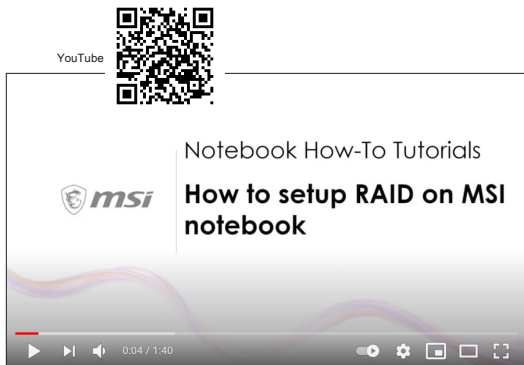 YouTube
Notebook How-To Tutorials
msi
How to setup RAID on MSI
notebook
0:04 / 1:40